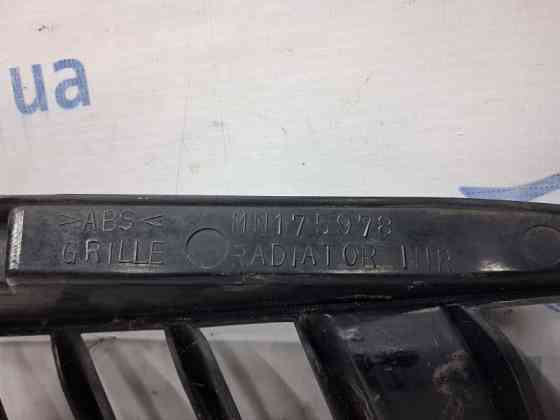 ua
>ABS< MN175978
GRILLE RADIATOR